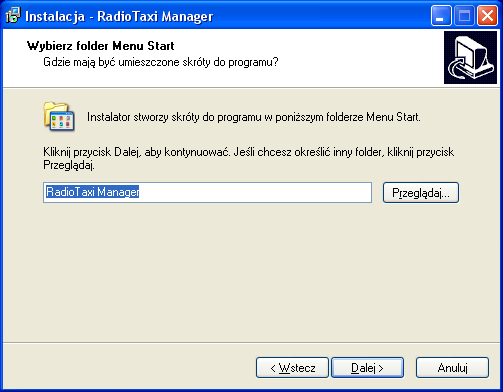 Instalacja - RadioTaxi Manager
Wybierz folder Menu Start
Gdzie mają być umieszczone skróty do programu?
Instalator stworzy skróty do programu w poniższym folderze Menu Start.
Kliknij przycisk Dalej, aby kontynuować. Jeśli chcesz określić inny folder, kliknij przycisk
Przeglądaj.
RadioTaxi Manager
Przeglądaj...
< Wstecz
Dalej >
Anuluj